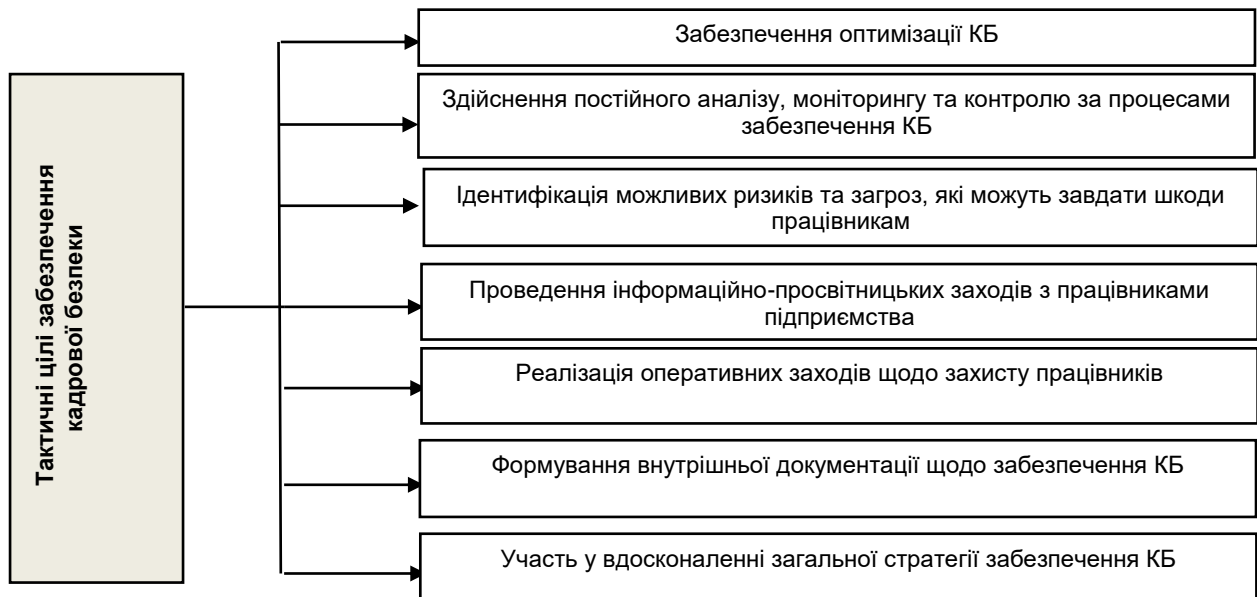 Тактичні цілі забезпечення
кадрової безпеки
Забезпечення оптимізації КБ
Здійснення постійного аналізу, моніторингу та контролю за процесами
забезпечення КБ
Ідентифікація можливих ризиків та загроз, які можуть завдати шкоди
працівникам
Проведення інформаційно-просвітницьких заходів з працівниками
підприємства
Реалізація оперативних заходів щодо захисту працівників
Формування внутрішньої документації щодо забезпечення КБ
Участь у вдосконаленні загальної стратегії забезпечення КБ